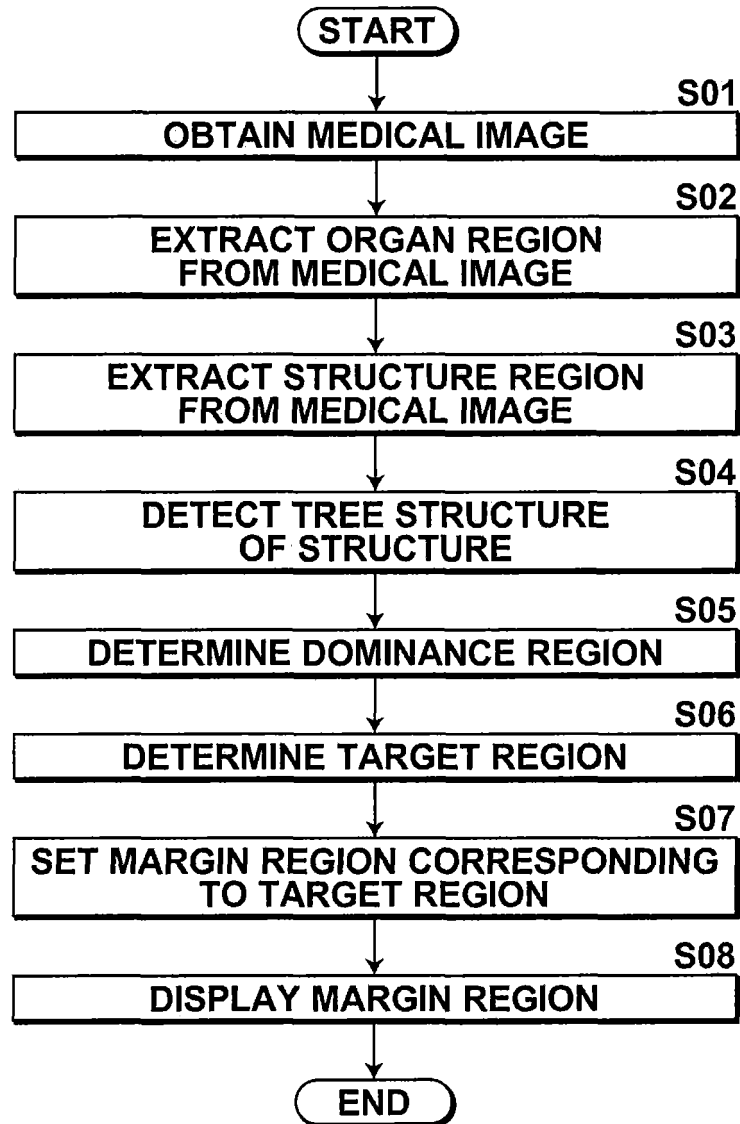 START
S01
OBTAIN MEDICAL IMAGE
S02
EXTRACT ORGAN REGION
FROM MEDICAL IMAGE
S03
EXTRACT STRUCTURE REGION
FROM MEDICAL IMAGE
S04
DETECT TREE STRUCTURE
OF STRUCTURE
S05
DETERMINE DOMINANCE REGION
S06
DETERMINE TARGET REGION
S07
SET MARGIN REGION CORRESPONDING
TO TARGET REGION
S08
DISPLAY MARGIN REGION
END